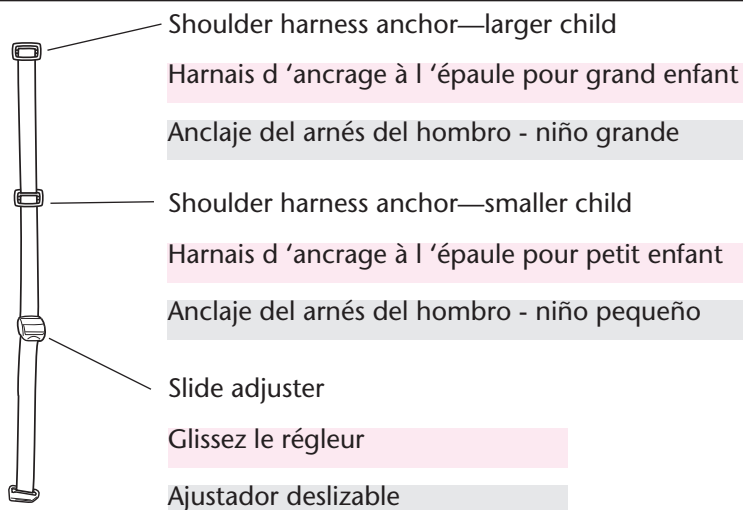 Shoulder harness anchor—larger child
Harnais d ‘ancrage à l ‘épaule pour grand enfant
Anclaje del arnés del hombro - niño grande
Shoulder harness anchor—smaller child
Harnais d ‘ancrage à l ‘épaule pour petit enfant
Anclaje del arnés del hombro - niño pequeño
Slide adjuster
Glissez le régleur
Ajustador deslizable